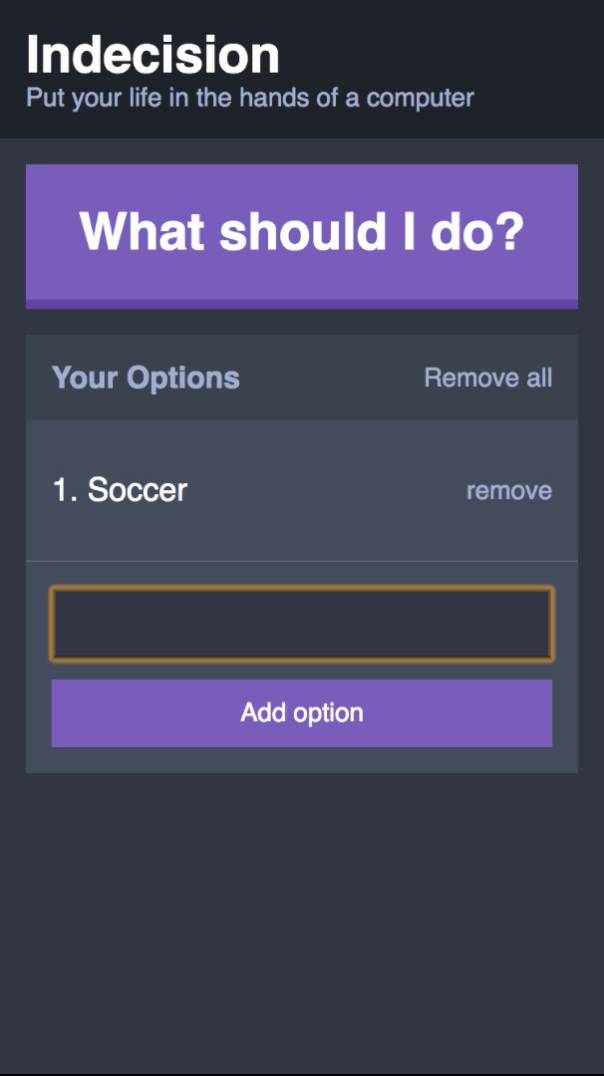 Indecision
Put your life in the hands of a computer
What should I do?
Your Options Remove all
1. Soccer remove
Add option